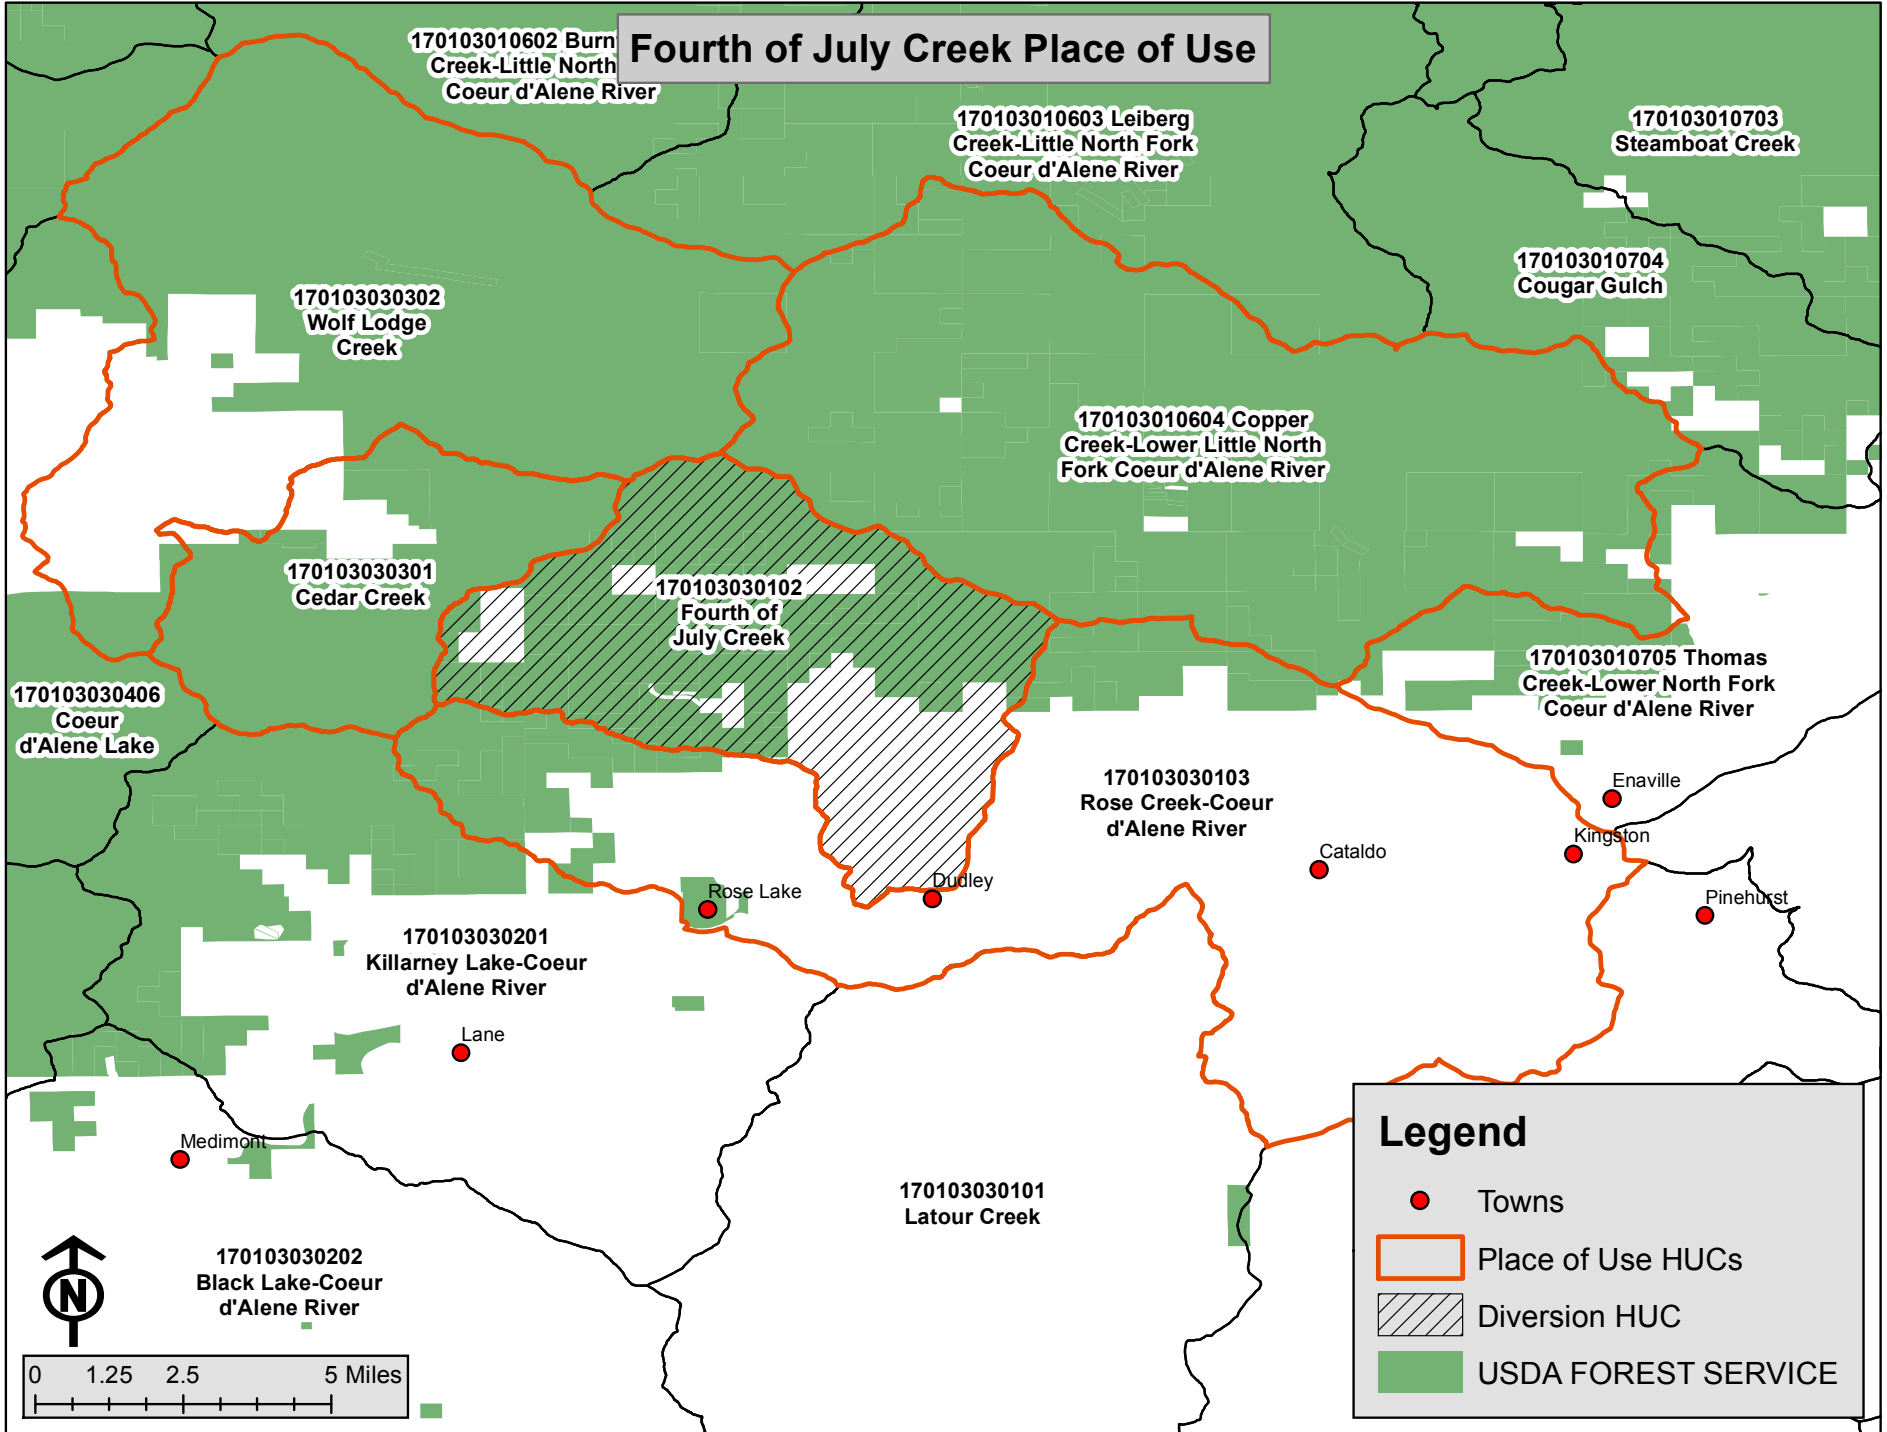 Fourth of July Creek Place of Use
170103010602 Burn
Creek-Little North
Coeur d'Alene River
170103010603 Leiberg
Creek-Little North Fork
Coeur d'Alene River
170103010703
Steamboat Creek
170103010704
Cougar Gulch
170103030302
Wolf Lodge
Creek
170103010604 Copper
Creek-Lower Little North
Fork Coeur d'Alene River
170103030301
Cedar Creek
170103030102
Fourth of
July Creek
170103030406
Coeur
d'Alene Lake
170103010705 Thomas
Creek-Lower North Fork
Coeur d'Alene River
170103030103
Rose Creek-Coeur
d'Alene River
Enaville
Kingston
Cataldo
Pinehurst
Dudley
Rose Lake
170103030201
Killarney Lake-Coeur
d'Alene River
Lane
Medimont
170103030101
Latour Creek
170103030202
Black Lake-Coeur
d'Alene River
N
0 1.25 2.5 5 Miles
Legend
Towns
Place of Use HUCs
Diversion HUC
USDA FOREST SERVICE